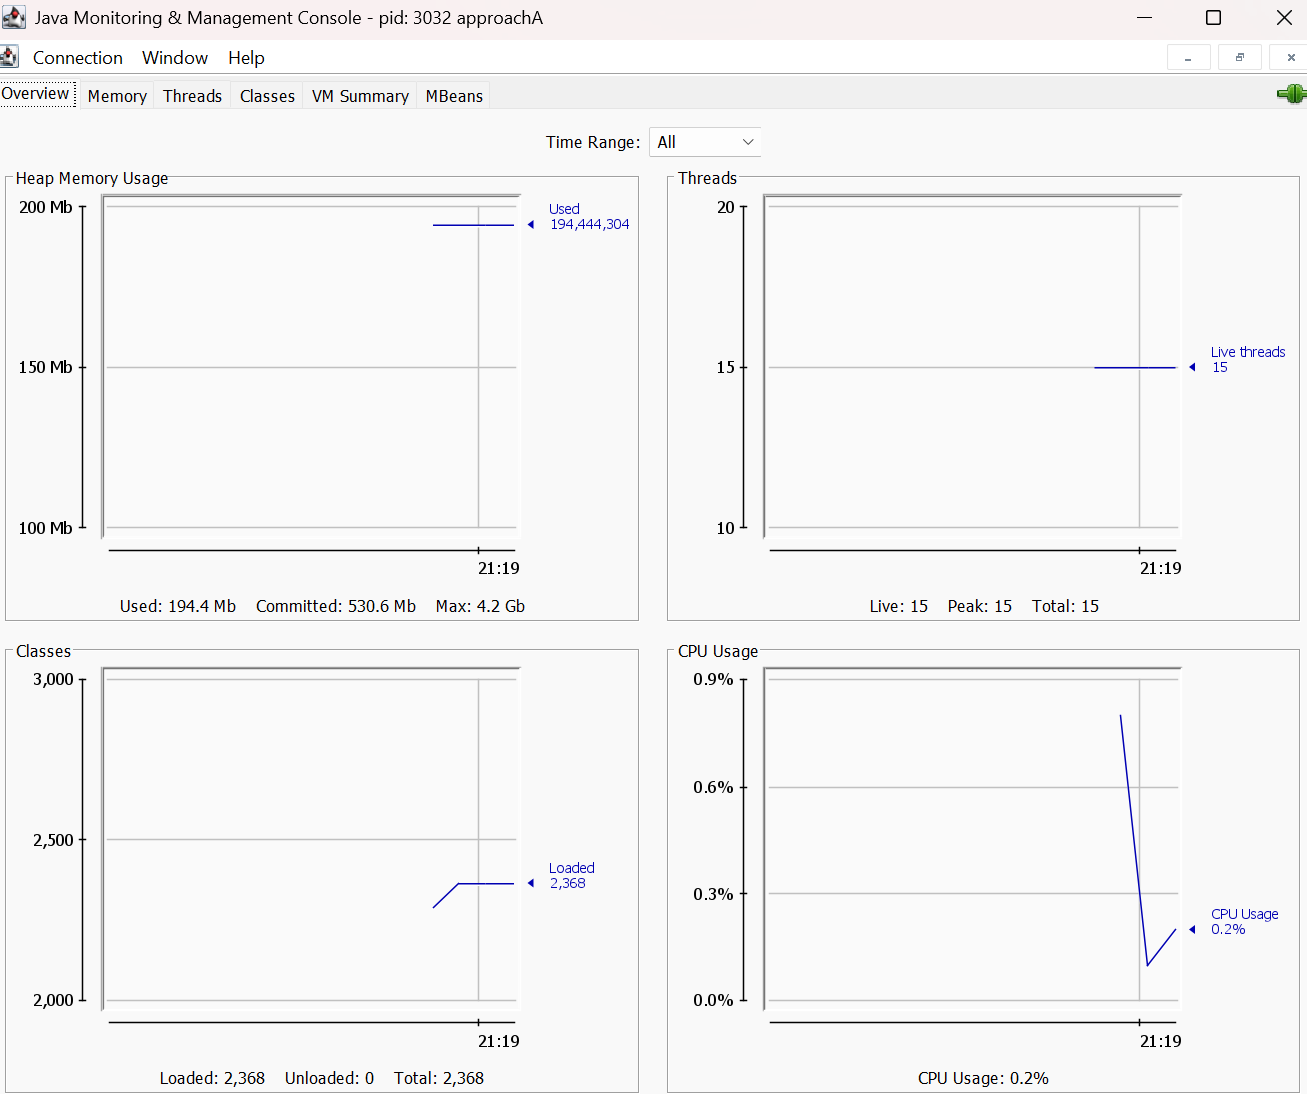 Java Monitoring & Management Console - pid: 3032 approachA
Connection Window Help
Overview Memory Threads Classes VM Summary MBeans
Time Range: All
Heap Memory Usage
200 Mb
150 Mb
100 Mb
Used
194,444,304
21:19
Used: 194.4 Mb Committed: 530.6 Mb Max: 4.2 Gb
Threads
20
15
10
Live threads
15
21:19
Live: 15 Peak: 15 Total: 15
Classes
3,000
2,500
2,000
Loaded
2,368
21:19
Loaded: 2,368 Unloaded: 0 Total: 2,368
CPU Usage
0.9%
0.6%
0.3%
0.0%
CPU Usage
0.2%
21:19
CPU Usage: 0.2%